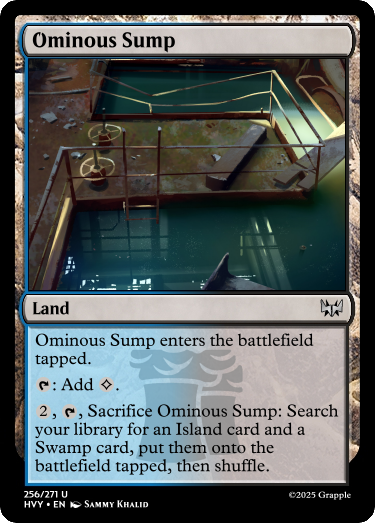 Ominous Sump
Land
Ominous Sump enters the battlefield
tapped.
: Add .
2, , Sacrifice Ominous Sump: Search
your library for an Island card and a
Swamp card, put them onto the
battlefield tapped, then shuffle.
256/271 U
HVY • EN Sammy Khalid
©2025 Grapple